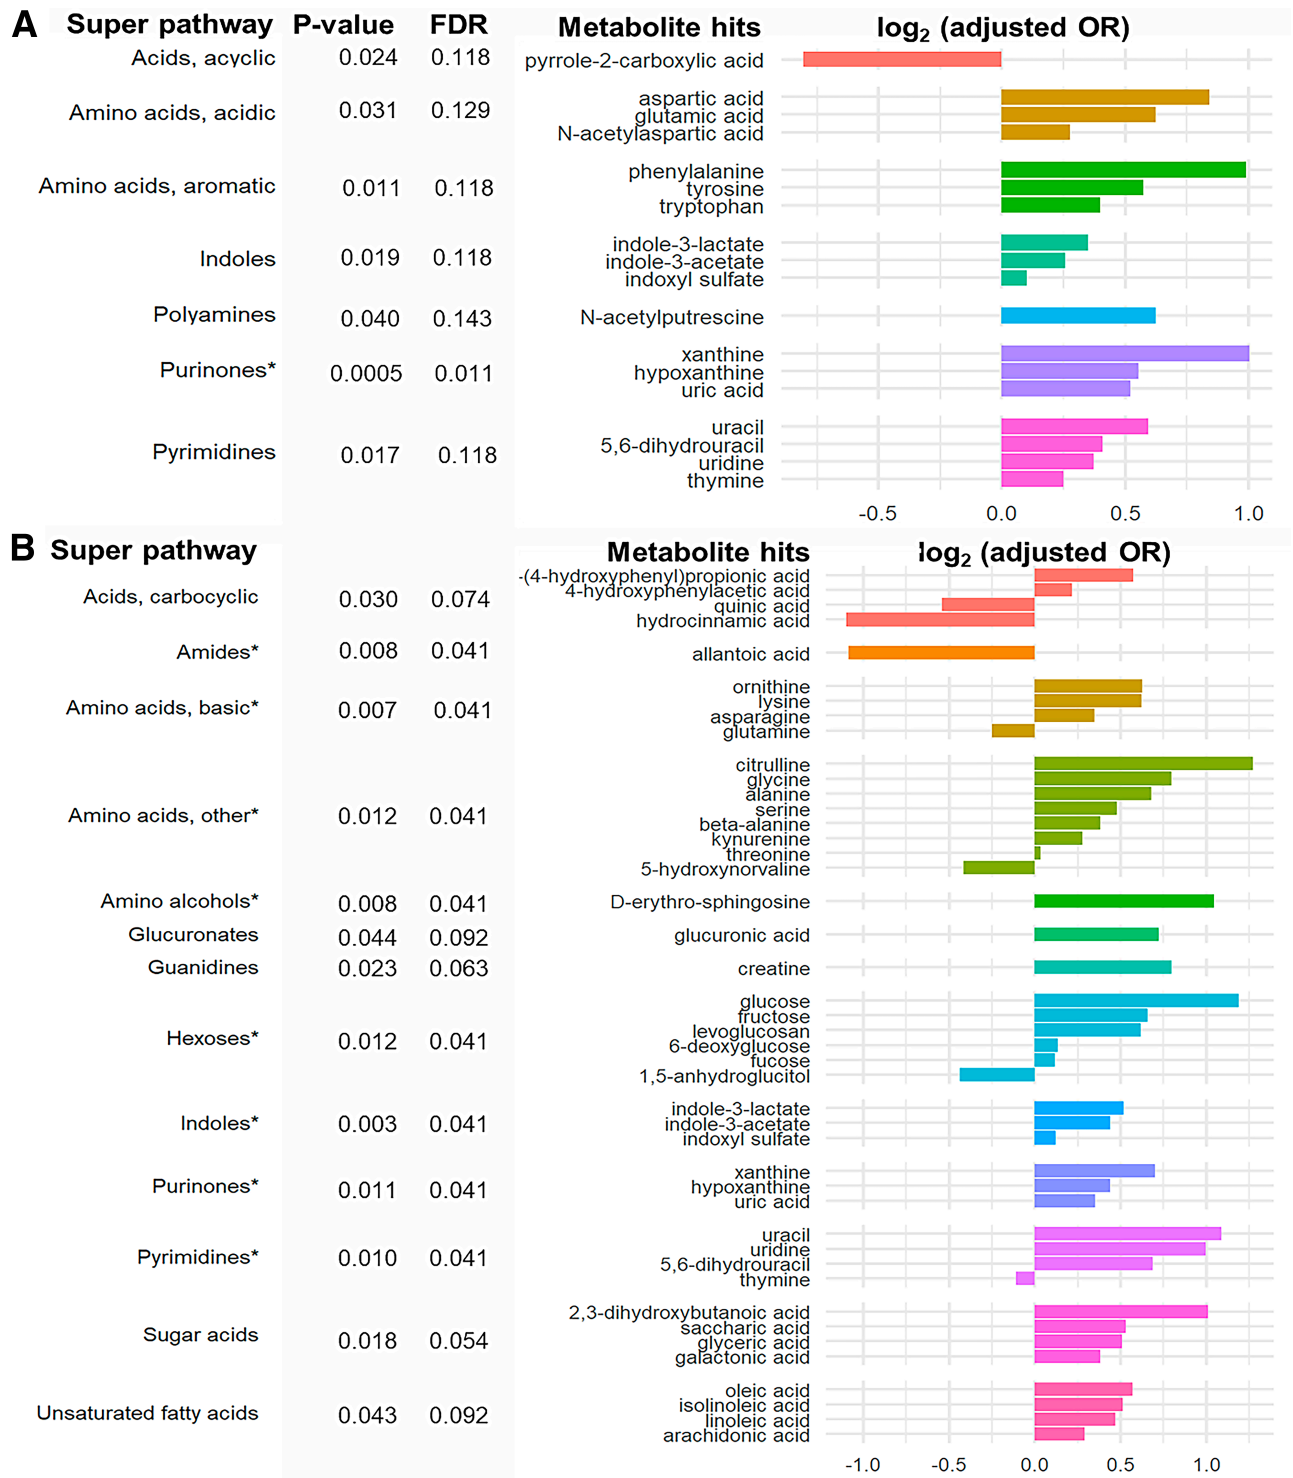 A Super pathway P-value FDR Metabolite hits log₂ (adjusted OR)
Acids, acyclic 0.024 0.118 pyrrole-2-carboxylic acid
aspartic acid
Amino acids, acidic 0.031 0.129 glutamic acid
N-acetylaspartic acid
phenylalanine
Amino acids, aromatic 0.011 0.118 tyrosine
tryptophan
indole-3-lactate
Indoles 0.019 0.118 indole-3-acetate
indoxyl sulfate
Polyamines 0.040 0.143 N-acetylputrescine
xanthine
Purinones* 0.0005 0.011 hypoxanthine
uric acid
uracil
5,6-dihydrouracil
Pyrimidines 0.017 0.118 uridine
thymine
-0.5 0.0 0.5 1.0
B Super pathway Metabolite hits log₂ (adjusted OR)
-(4-hydroxyphenyl)propionic acid
4-hydroxyphenylacetic acid
Acids, carbocyclic 0.030 0.074 quinic acid
hydrocinnamic acid
Amides* 0.008 0.041 allantoic acid
ornithine
lysine
Amino acids, basic* 0.007 0.041 asparagine
glutamine
citrulline
glycine
alanine
serine
Amino acids, other* 0.012 0.041 beta-alanine
kynurenine
threonine
5-hydroxynorvaline
Amino alcohols* 0.008 0.041 D-erythro-sphingosine
Glucuronates 0.044 0.092 glucuronic acid
Guanidines 0.023 0.063 creatine
glucose
fructose
levoglucosan
Hexoses* 0.012 0.041 6-deoxyglucose
fucose
1,5-anhydroglucitol
indole-3-lactate
Indoles* 0.003 0.041 indole-3-acetate
indoxyl sulfate
xanthine
Purinones* 0.011 0.041 hypoxanthine
uric acid
uracil
uridine
Pyrimidines* 0.010 0.041 5,6-dihydrouracil
thymine
2,3-dihydroxybutanoic acid
saccharic acid
Sugar acids 0.018 0.054 glyceric acid
galactonic acid
oleic acid
isolinoleic acid
Unsaturated fatty acids 0.043 0.092 linoleic acid
arachidonic acid
-1.0 -0.5 0.0 0.5 1.0